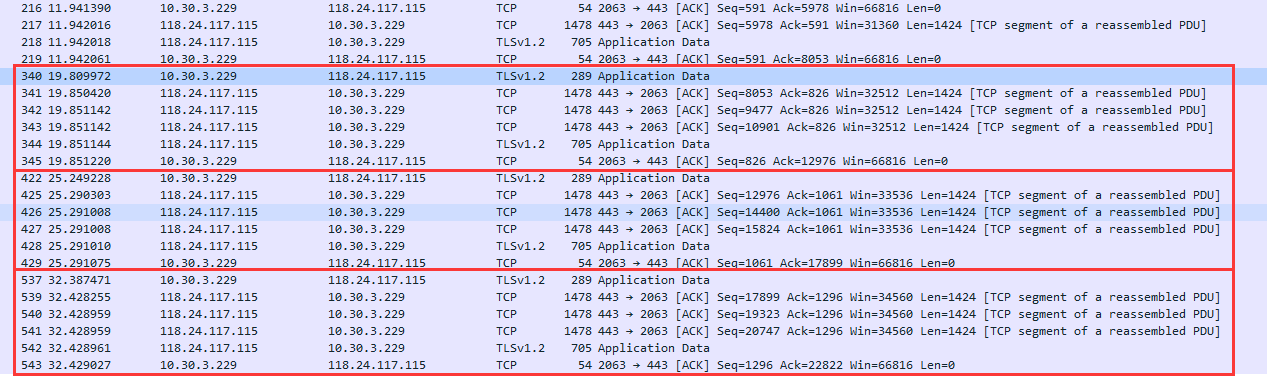 216 11.941390 10.30.3.229 118.24.117.115 TCP 54 2063 → 443 [ACK] Seq=591 Ack=5978 Win=66816 Len=0
217 11.942016 118.24.117.115 10.30.3.229 TCP 1478 443 → 2063 [ACK] Seq=5978 Ack=591 Win=31360 Len=1424 [TCP segment of a reassembled PDU]
218 11.942018 118.24.117.115 10.30.3.229 TLSv1.2 705 Application Data
219 11.942061 10.30.3.229 118.24.117.115 TCP 54 2063 → 443 [ACK] Seq=591 Ack=8053 Win=66816 Len=0
340 19.809972 10.30.3.229 118.24.117.115 TLSv1.2 289 Application Data
341 19.850420 118.24.117.115 10.30.3.229 TCP 1478 443 → 2063 [ACK] Seq=8053 Ack=826 Win=32512 Len=1424 [TCP segment of a reassembled PDU]
342 19.851142 118.24.117.115 10.30.3.229 TCP 1478 443 → 2063 [ACK] Seq=9477 Ack=826 Win=32512 Len=1424 [TCP segment of a reassembled PDU]
343 19.851142 118.24.117.115 10.30.3.229 TCP 1478 443 → 2063 [ACK] Seq=10901 Ack=826 Win=32512 Len=1424 [TCP segment of a reassembled PDU]
344 19.851144 118.24.117.115 10.30.3.229 TLSv1.2 705 Application Data
345 19.851220 10.30.3.229 118.24.117.115 TCP 54 2063 → 443 [ACK] Seq=826 Ack=12976 Win=66816 Len=0
422 25.249228 10.30.3.229 118.24.117.115 TLSv1.2 289 Application Data
425 25.290303 118.24.117.115 10.30.3.229 TCP 1478 443 → 2063 [ACK] Seq=12976 Ack=1061 Win=33536 Len=1424 [TCP segment of a reassembled PDU]
426 25.291008 118.24.117.115 10.30.3.229 TCP 1478 443 → 2063 [ACK] Seq=14400 Ack=1061 Win=33536 Len=1424 [TCP segment of a reassembled PDU]
427 25.291008 118.24.117.115 10.30.3.229 TCP 1478 443 → 2063 [ACK] Seq=15824 Ack=1061 Win=33536 Len=1424 [TCP segment of a reassembled PDU]
428 25.291010 118.24.117.115 10.30.3.229 TLSv1.2 705 Application Data
429 25.291075 10.30.3.229 118.24.117.115 TCP 54 2063 → 443 [ACK] Seq=1061 Ack=17899 Win=66816 Len=0
537 32.387471 10.30.3.229 118.24.117.115 TLSv1.2 289 Application Data
539 32.428255 118.24.117.115 10.30.3.229 TCP 1478 443 → 2063 [ACK] Seq=17899 Ack=1296 Win=34560 Len=1424 [TCP segment of a reassembled PDU]
540 32.428959 118.24.117.115 10.30.3.229 TCP 1478 443 → 2063 [ACK] Seq=19323 Ack=1296 Win=34560 Len=1424 [TCP segment of a reassembled PDU]
541 32.428959 118.24.117.115 10.30.3.229 TCP 1478 443 → 2063 [ACK] Seq=20747 Ack=1296 Win=34560 Len=1424 [TCP segment of a reassembled PDU]
542 32.428961 118.24.117.115 10.30.3.229 TLSv1.2 705 Application Data
543 32.429027 10.30.3.229 118.24.117.115 TCP 54 2063 → 443 [ACK] Seq=1296 Ack=22822 Win=66816 Len=0